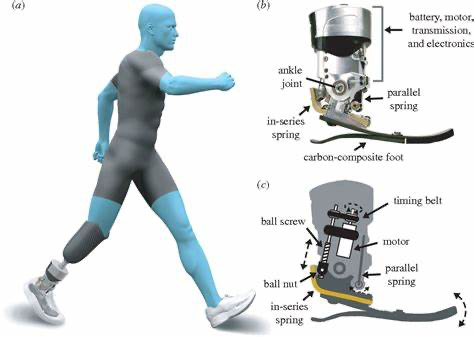 (a)
(b)
battery, motor,
transmission,
and electronics
ankle
joint
parallel
spring
in-series
spring
carbon-composite foot
(c)
timing belt
ball screw
motor
ball nut
parallel
spring
in-series
spring